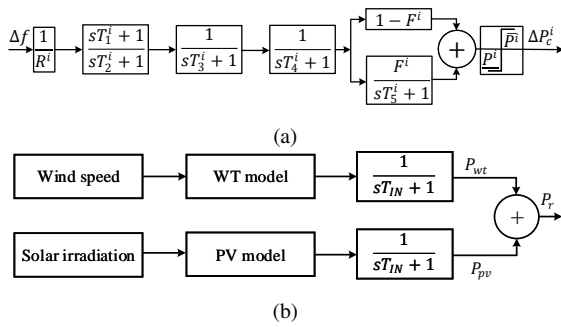 Δf 1/R^i (sT_1^i + 1)/(sT_2^i + 1) 1/(sT_3^i + 1) 1/(sT_4^i + 1) 1 − F^i F^i/(sT_5^i + 1) + P̅^i P̲^i ΔP_c^i
(a)
Wind speed WT model 1/(sT_IN + 1) P_wt
+ P_r
Solar irradiation PV model 1/(sT_IN + 1) P_pv
(b)